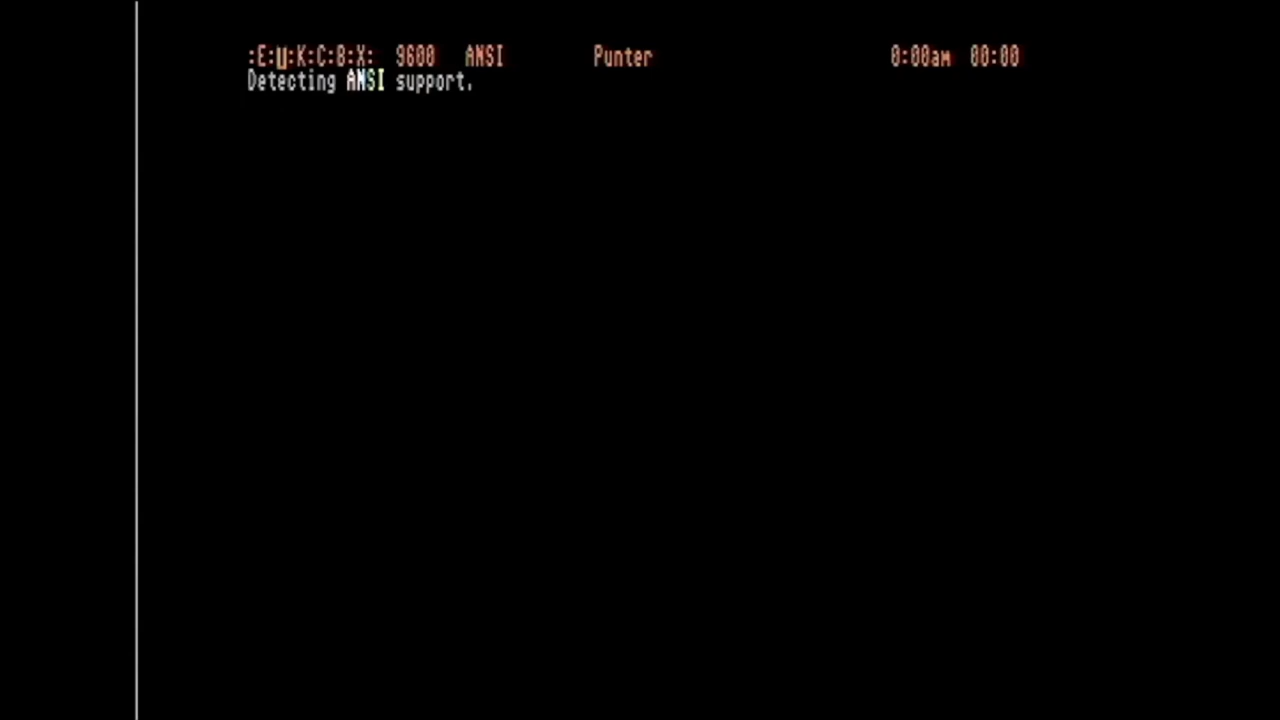 :E:u:K:C:B:X: 9600 ANSI Punter 0:00am 00:00
Detecting ANSI support.